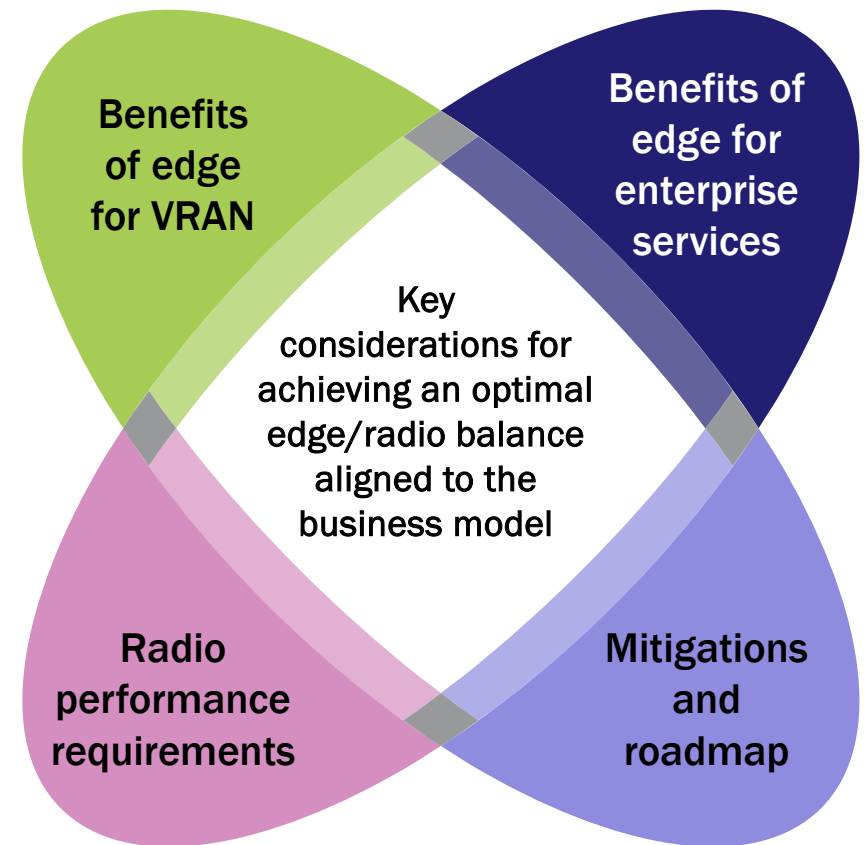 Benefits
of edge
for VRAN
Benefits of
edge for
enterprise
services
Key
considerations for
achieving an optimal
edge/radio balance
aligned to the
business model
Radio
performance
requirements
Mitigations
and
roadmap